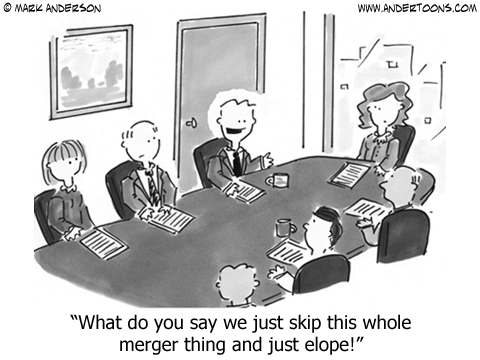 © MARK ANDERSON
WWW.ANDERTOONS.COM
“What do you say we just skip this whole
merger thing and just elope!”